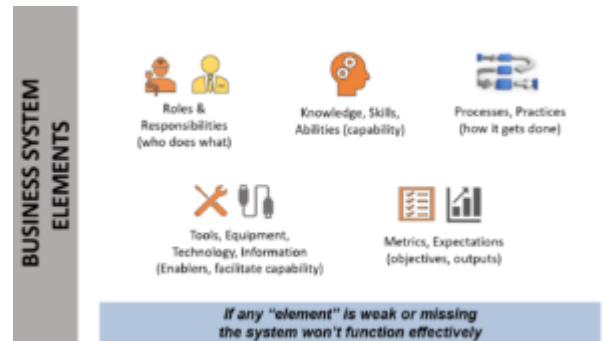 BUSINESS SYSTEM
ELEMENTS
Roles &
Responsibilities
(who does what)
Knowledge, Skills,
Abilities (capability)
Processes, Practices
(how it gets done)
Tools, Equipment,
Technology, Information
(Enablers, facilitate capability)
Metrics, Expectations
(objectives, outputs)
If any “element” is weak or missing
the system won't function effectively